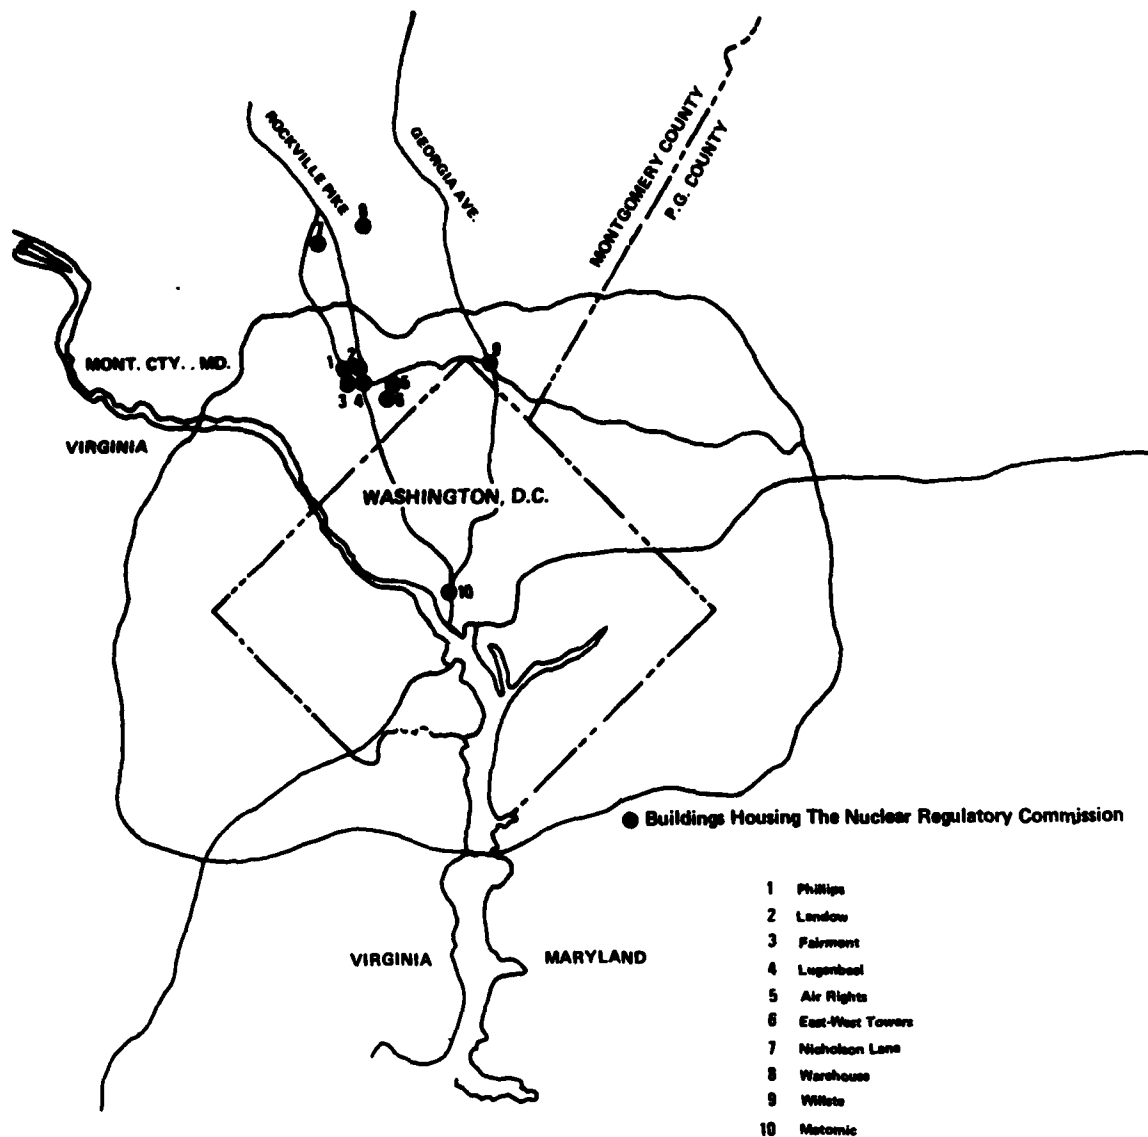 ROCKVILLE PIKE
GEORGIA AVE.
MONTGOMERY COUNTY
P.G. COUNTY
8
7
MONT. CTY. . MD.
1
2
9
3
4
5
6
VIRGINIA
WASHINGTON, D.C.
10
Buildings Housing The Nuclear Regulatory Commission
1 Phillips
2 Landow
3 Fairmont
4 Lugenbeel
5 Air Rights
6 East-West Towers
7 Nicholson Lane
8 Warehouse
9 Willste
10 Matomic
VIRGINIA
MARYLAND